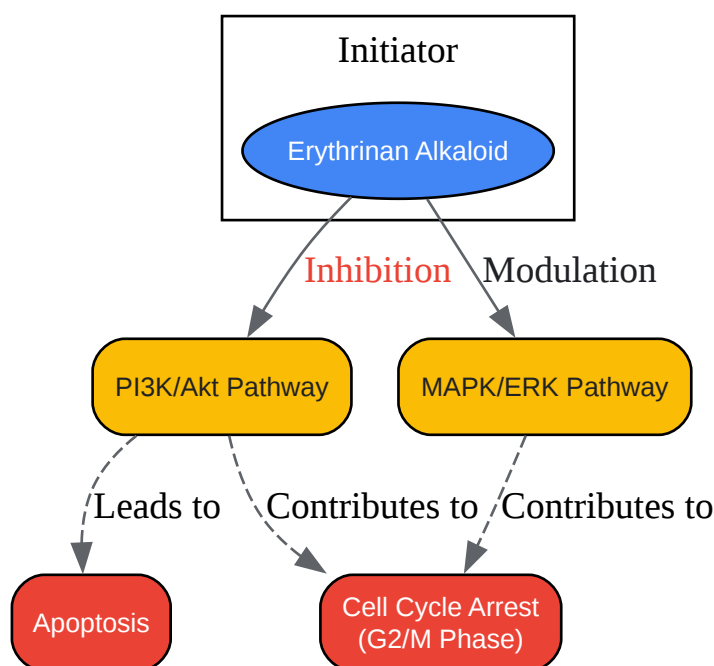 Initiator
Erythrinan Alkaloid
Inhibition
Modulation
PI3K/Akt Pathway
MAPK/ERK Pathway
Leads to
Contributes to
Contributes to
Apoptosis
Cell Cycle Arrest
(G2/M Phase)